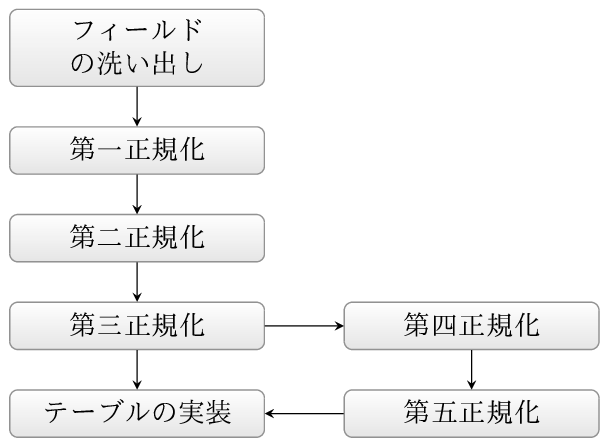 フィールド
の洗い出し
第一正規化
第二正規化
第三正規化
第四正規化
テーブルの実装
第五正規化